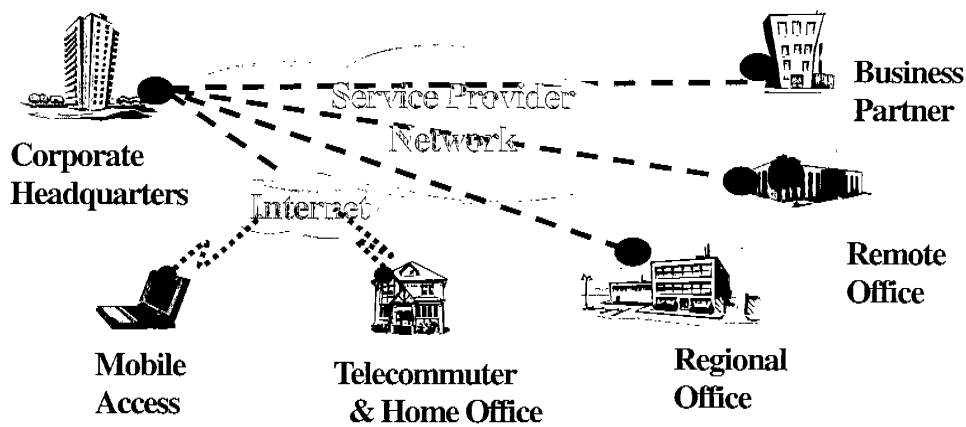 Service Provider
Network
Business
Partner
Corporate
Headquarters
Internet
Remote
Office
Mobile
Access
Telecommuter
& Home Office
Regional
Office